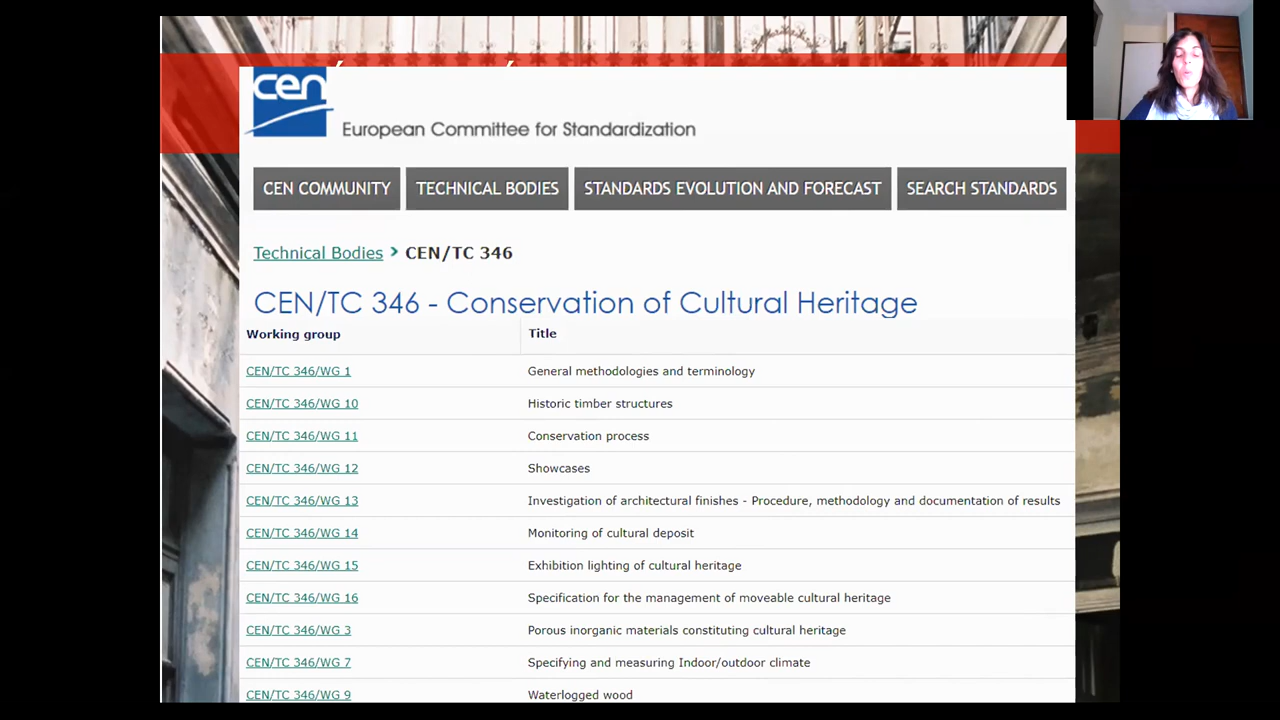 cen
European Committee for Standardization
CEN COMMUNITY TECHNICAL BODIES STANDARDS EVOLUTION AND FORECAST SEARCH STANDARDS
Technical Bodies > CEN/TC 346
CEN/TC 346 - Conservation of Cultural Heritage
Working group Title
CEN/TC 346/WG 1 General methodologies and terminology
CEN/TC 346/WG 10 Historic timber structures
CEN/TC 346/WG 11 Conservation process
CEN/TC 346/WG 12 Showcases
CEN/TC 346/WG 13 Investigation of architectural finishes - Procedure, methodology and documentation of results
CEN/TC 346/WG 14 Monitoring of cultural deposit
CEN/TC 346/WG 15 Exhibition lighting of cultural heritage
CEN/TC 346/WG 16 Specification for the management of moveable cultural heritage
CEN/TC 346/WG 3 Porous inorganic materials constituting cultural heritage
CEN/TC 346/WG 7 Specifying and measuring Indoor/outdoor climate
CEN/TC 346/WG 9 Waterlogged wood